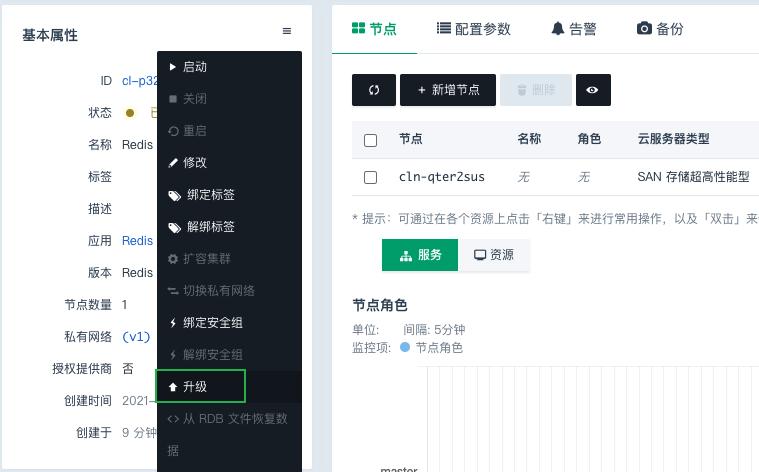 基本属性
ID cl-p32
状态
名称 Redis
标签
描述
应用 Redis
版本 Redis
节点数量 1
私有网络 (v1)
授权提供商 否
创建时间 2021-
创建于 9 分钟
启动
关闭
重启
修改
绑定标签
解绑标签
扩容集群
切换私有网络
绑定安全组
解绑安全组
升级
从 RDB 文件恢复数
据
节点 配置参数 告警 备份
+ 新增节点 删除
节点 名称 角色 云服务器类型
cln-qter2sus 无 无 SAN 存储超高性能型
* 提示：可通过在各个资源上点击「右键」来进行常用操作，以及「双击」来
服务 资源
节点角色
单位: 间隔: 5分钟
监控项: 节点角色
master